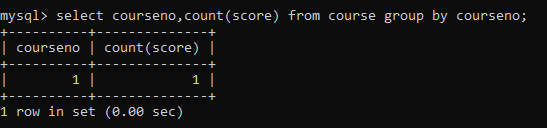 mysql> select courseno,count(score) from course group by courseno;
+----------+--------------+
| courseno | count(score) |
+----------+--------------+
|        1 |            1 |
+----------+--------------+
1 row in set (0.00 sec)